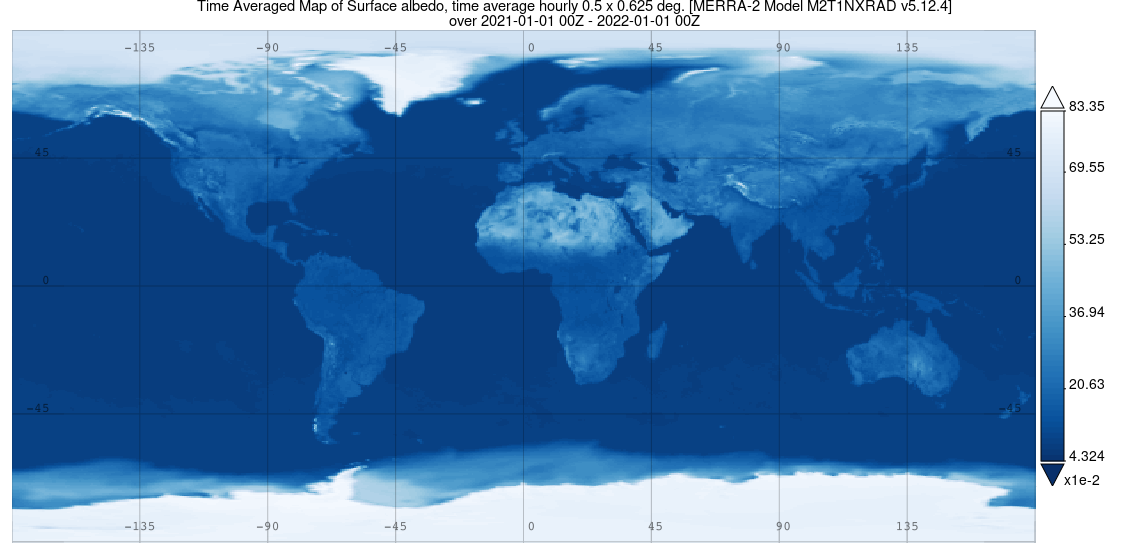 Time Averaged Map of Surface albedo, time average hourly 0.5 x 0.625 deg. [MERRA-2 Model M2T1NXRAD v5.12.4]
over 2021-01-01 00Z - 2022-01-01 00Z
-135 -90 -45 0 45 90 135
83.35
45 45
69.55
53.25
0 0
36.94
20.63
-45 -45
4.324
x1e-2
-135 -90 -45 0 45 90 135